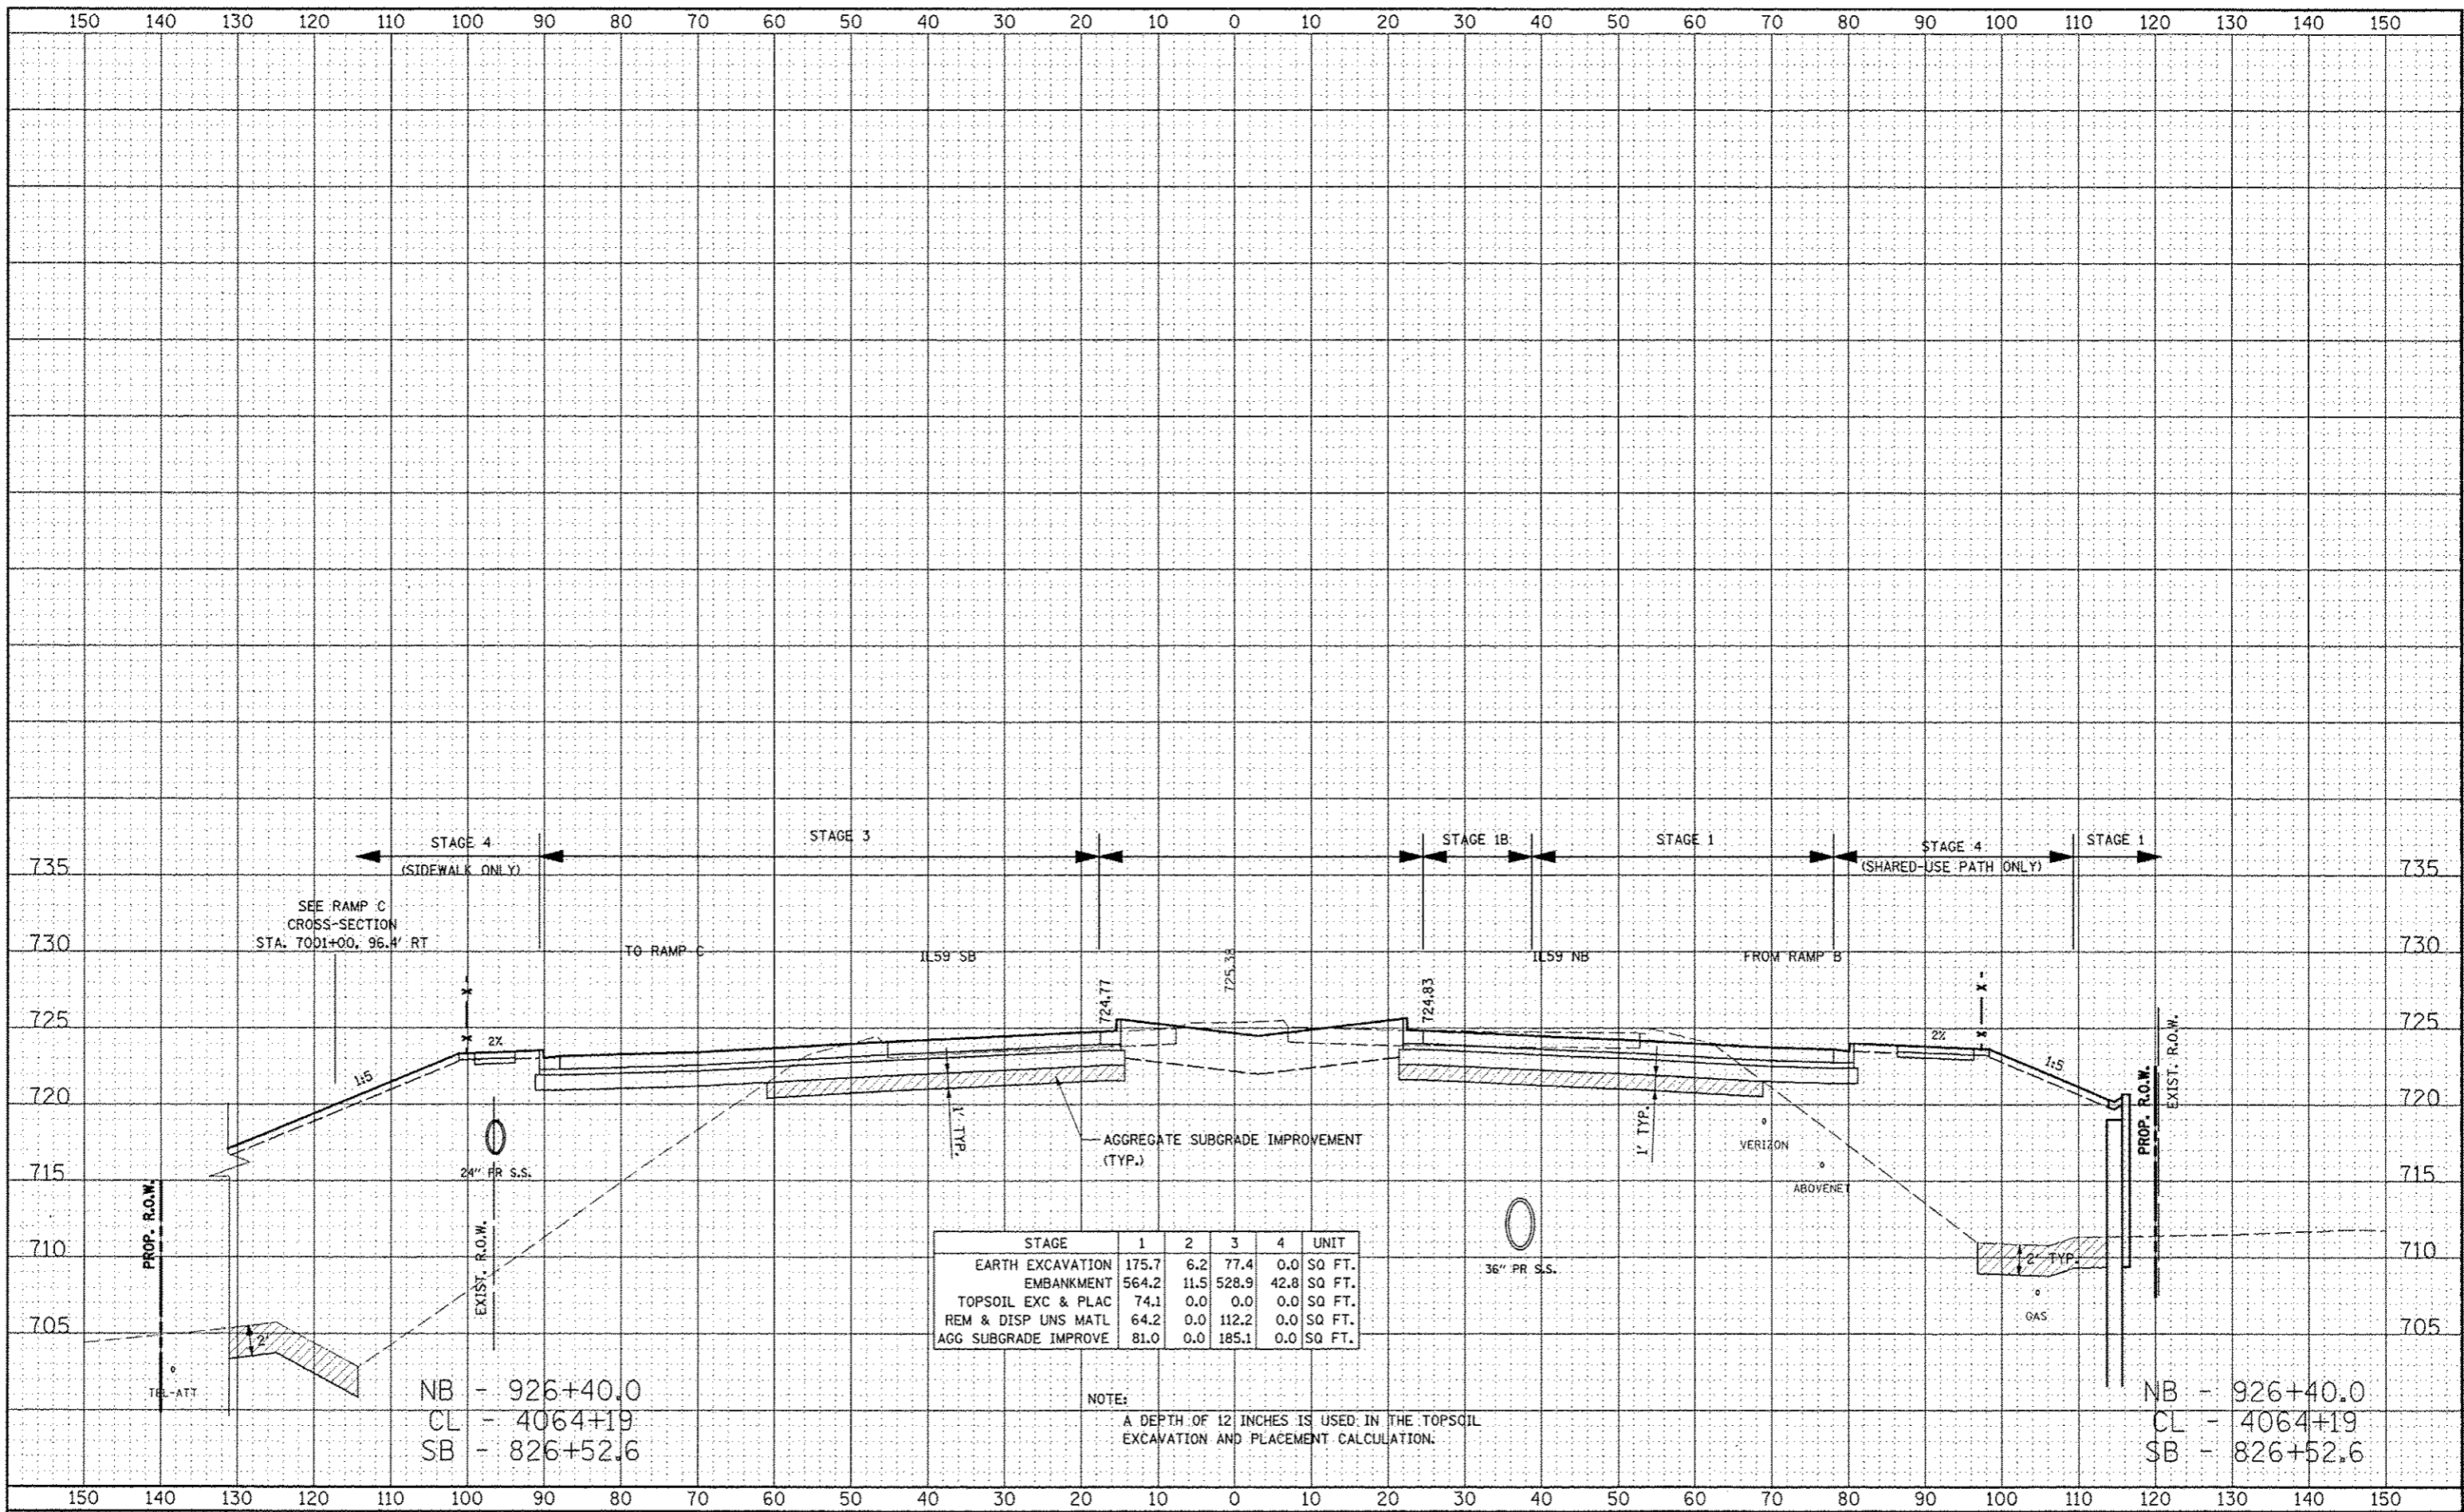 150 140 130 120 110 100 90 80 70 60 50 40 30 20 10 0 10 20 30 40 50 60 70 80 90 100 110 120 130 140 150
STAGE 4
(SIDEWALK ONLY)
STAGE 3
STAGE 1B
STAGE 1
STAGE 4
(SHARED-USE PATH ONLY)
STAGE 1
735 735
SEE RAMP C
CROSS-SECTION
STA. 7001+00, 96.4' RT
730 730
TO RAMP C
IL59 SB
725.38
IL59 NB
FROM RAMP B
X
X
724.77
724.83
X
X
725 725
2%
2%
1:5
1:5
EXIST. R.O.W.
PROP. R.O.W.
720 720
1' TYP.
AGGREGATE SUBGRADE IMPROVEMENT
(TYP.)
1' TYP.
VERIZON
24" PR S.S.
715 715
ABOVENET
PROP. R.O.W.
EXIST. R.O.W.
710 710
36" PR S.S.
2' TYP.
GAS
STAGE 1 2 3 4 UNIT
EARTH EXCAVATION 175.7 6.2 77.4 0.0 SQ FT.
EMBANKMENT 564.2 11.5 528.9 42.8 SQ FT.
TOPSOIL EXC & PLAC 74.1 0.0 0.0 0.0 SQ FT.
REM & DISP UNS MATL 64.2 0.0 112.2 0.0 SQ FT.
AGG SUBGRADE IMPROVE 81.0 0.0 185.1 0.0 SQ FT.
705 705
2'
TEL-ATT
NB - 926+40.0
CL - 4064+19
SB - 826+52.6
NOTE:
A DEPTH OF 12 INCHES IS USED IN THE TOPSOIL
EXCAVATION AND PLACEMENT CALCULATION.
NB - 926+40.0
CL - 4064+19
SB - 826+52.6
150 140 130 120 110 100 90 80 70 60 50 40 30 20 10 0 10 20 30 40 50 60 70 80 90 100 110 120 130 140 150